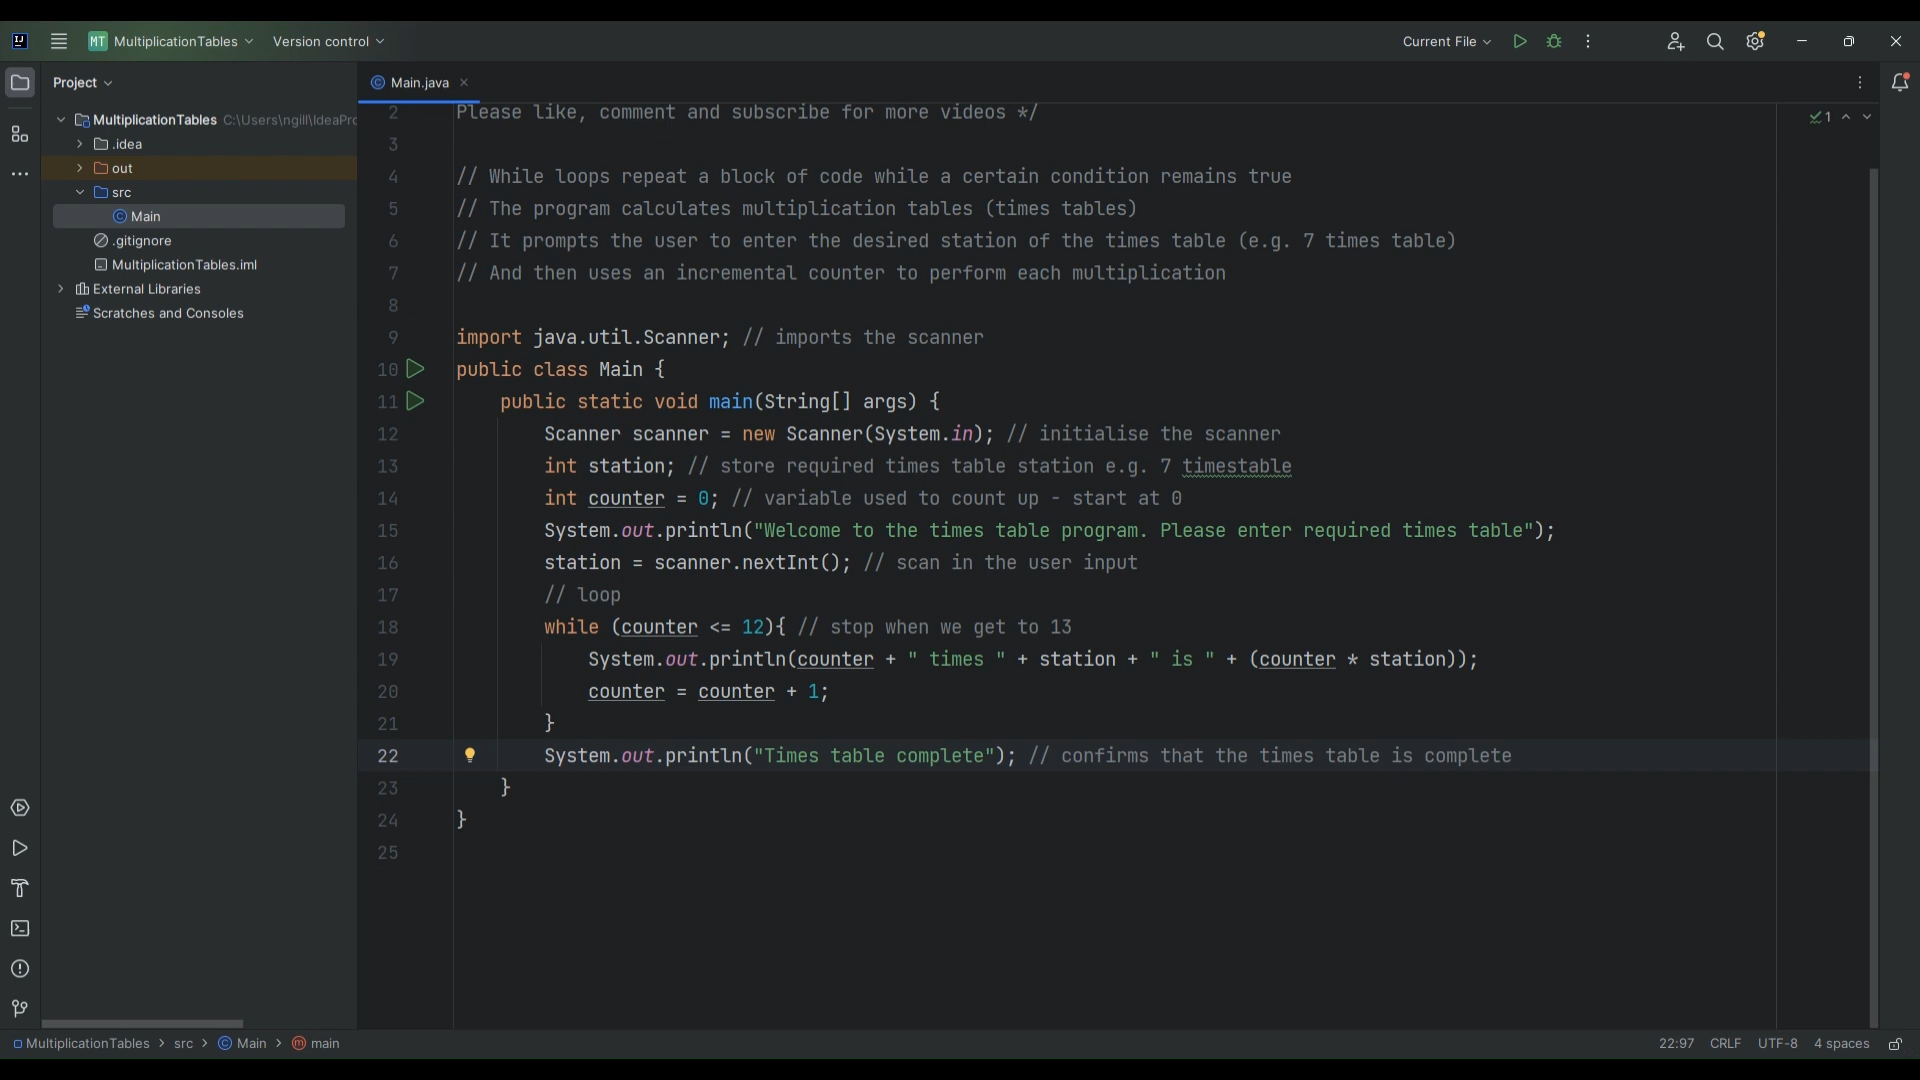 MT MultiplicationTables Version control Current File
Project
Main.java
MultiplicationTables C:\Users\ngill\IdeaPro
.idea
out
src
Main
.gitignore
MultiplicationTables.iml
External Libraries
Scratches and Consoles
1
2 Please like, comment and subscribe for more videos */
3
4 // While loops repeat a block of code while a certain condition remains true
5 // The program calculates multiplication tables (times tables)
6 // It prompts the user to enter the desired station of the times table (e.g. 7 times table)
7 // And then uses an incremental counter to perform each multiplication
8
9 import java.util.Scanner; // imports the scanner
10 public class Main {
11 public static void main(String[] args) {
12 Scanner scanner = new Scanner(System.in); // initialise the scanner
13 int station; // store required times table station e.g. 7 timestable
14 int counter = 0; // variable used to count up - start at 0
15 System.out.println("Welcome to the times table program. Please enter required times table");
16 station = scanner.nextInt(); // scan in the user input
17 // loop
18 while (counter <= 12){ // stop when we get to 13
19 System.out.println(counter + " times " + station + " is " + (counter * station));
20 counter = counter + 1;
21 }
22 System.out.println("Times table complete"); // confirms that the times table is complete
23 }
24 }
25
MultiplicationTables > src > Main > main
22:97 CRLF UTF-8 4 spaces